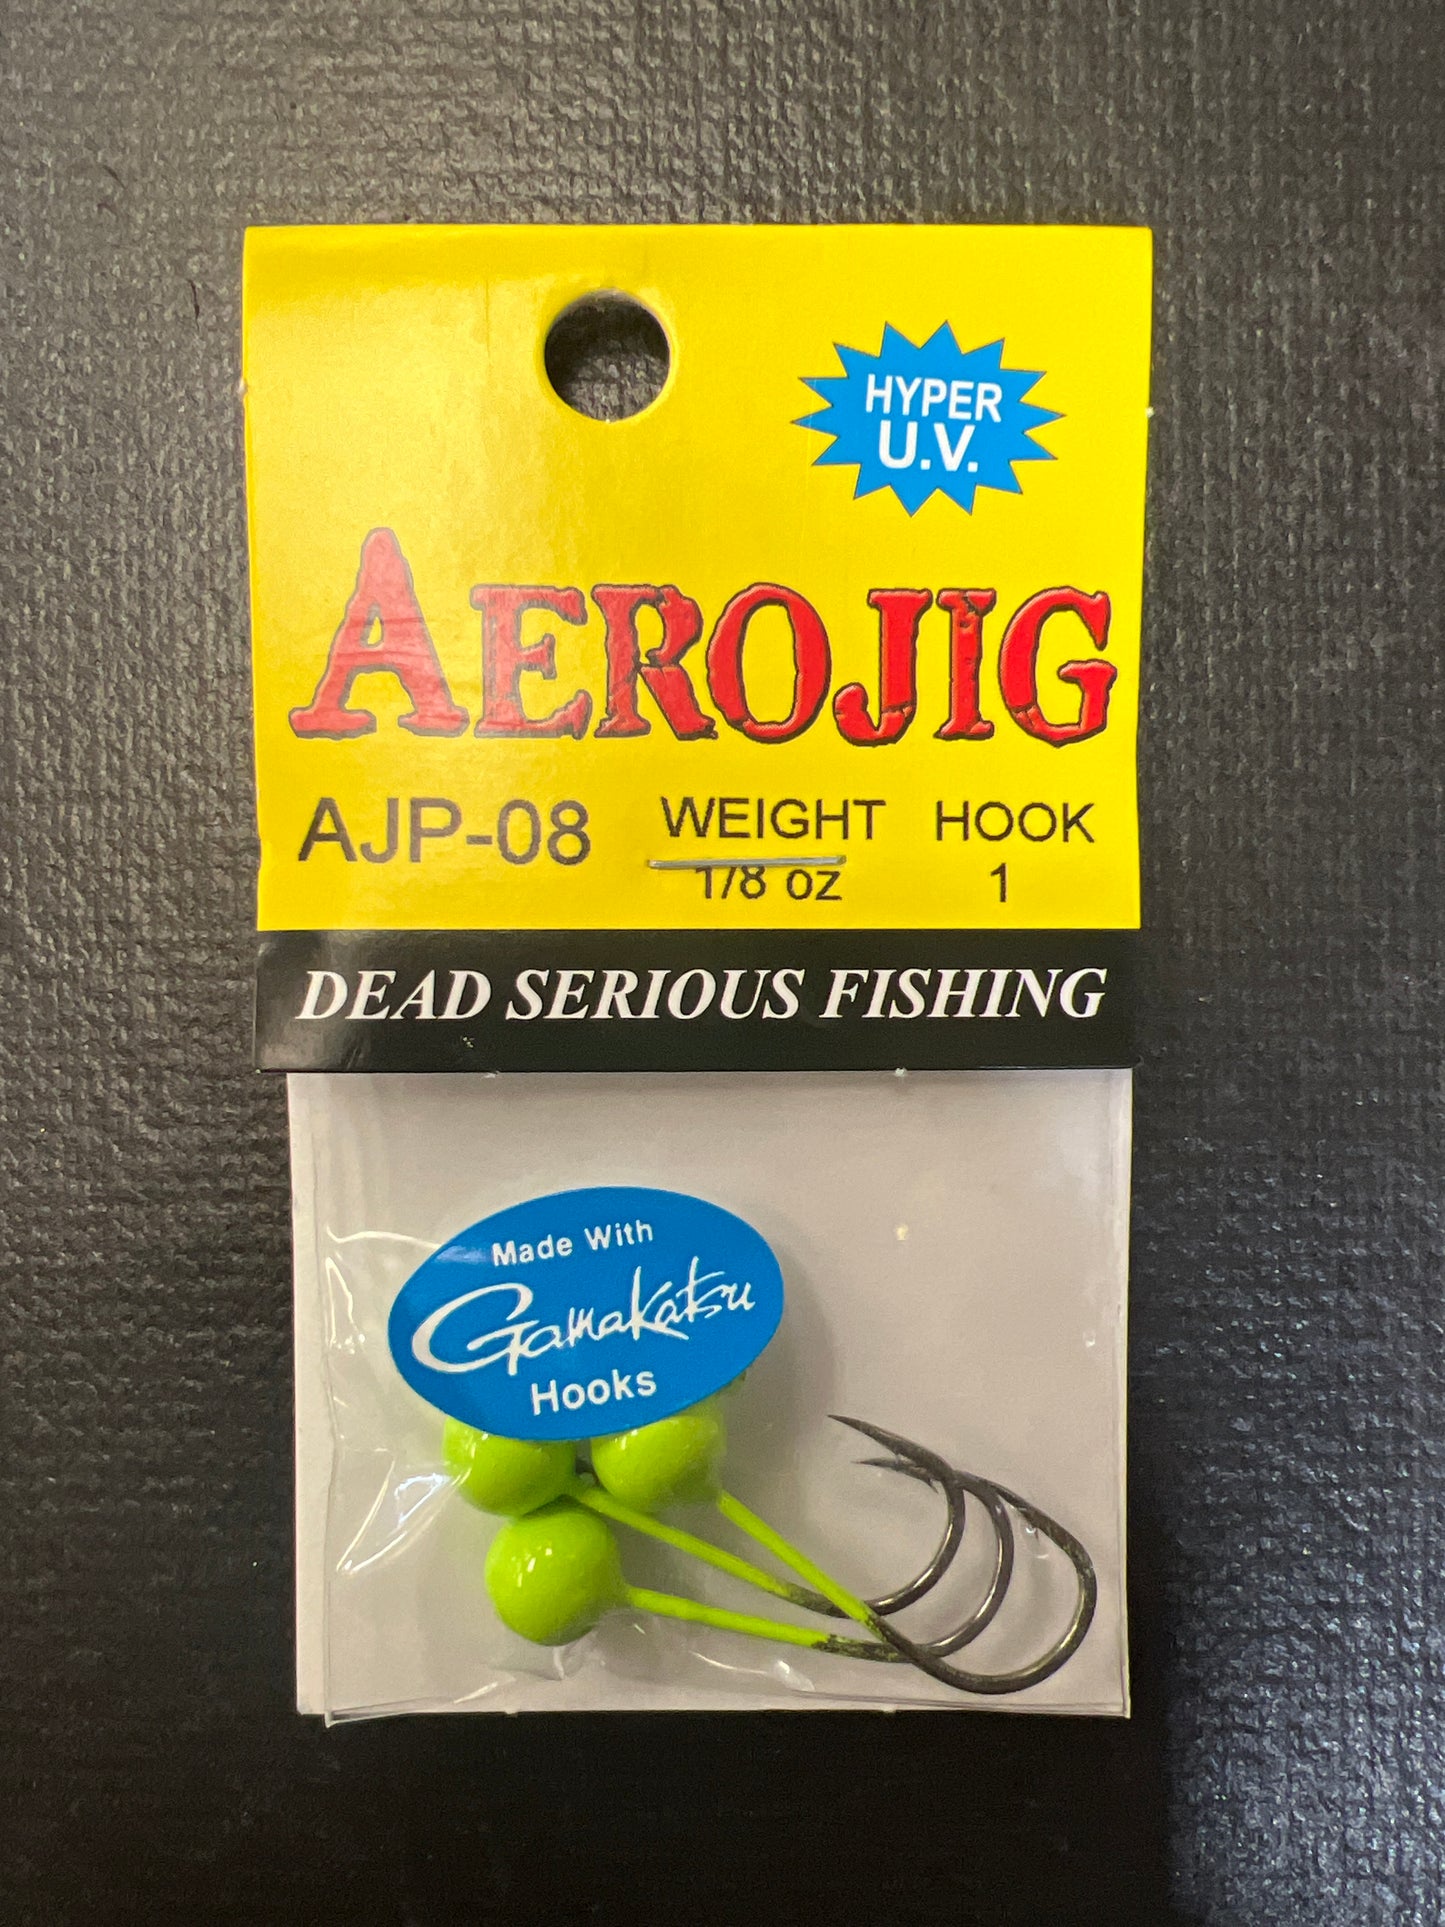 HYPER
U.V.
AEROJIG
AJP-08 WEIGHT HOOK
1/8 oz 1
DEAD SERIOUS FISHING
Made With
Gamakatsu
Hooks